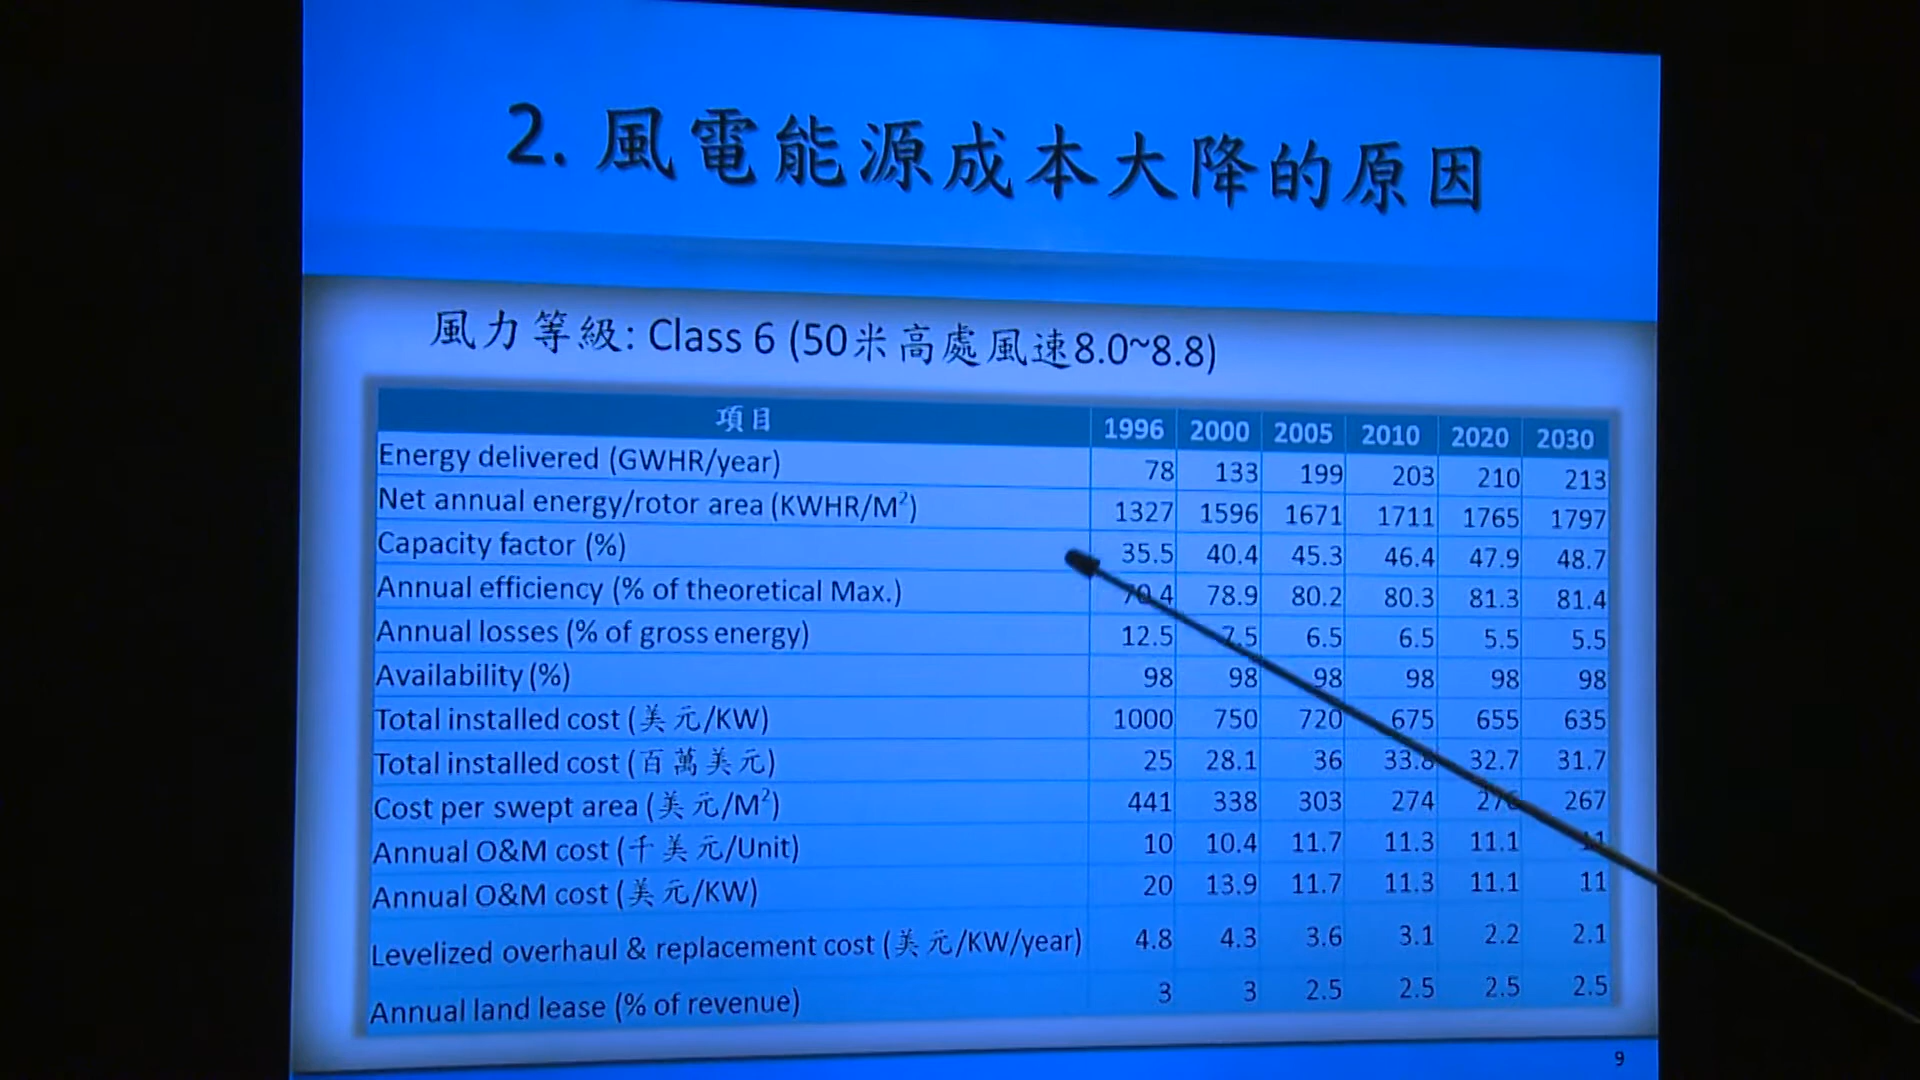 2. 風電能源成本大降的原因
風力等級: Class 6 (50米高處風速8.0~8.8)
項目 1996 2000 2005 2010 2020 2030
Energy delivered (GWHR/year) 78 133 199 203 210 213
Net annual energy/rotor area (KWHR/M²) 1327 1596 1671 1711 1765 1797
Capacity factor (%) 35.5 40.4 45.3 46.4 47.9 48.7
Annual efficiency (% of theoretical Max.) 70.4 78.9 80.2 80.3 81.3 81.4
Annual losses (% of gross energy) 12.5 7.5 6.5 6.5 5.5 5.5
Availability (%) 98 98 98 98 98 98
Total installed cost (美元/KW) 1000 750 720 675 655 635
Total installed cost (百萬美元) 25 28.1 36 33.8 32.7 31.7
Cost per swept area (美元/M²) 441 338 303 274 267
Annual O&M cost (千美元/Unit) 10 10.4 11.7 11.3 11.1 11
Annual O&M cost (美元/KW) 20 13.9 11.7 11.3 11.1 11
Levelized overhaul & replacement cost (美元/KW/year) 4.8 4.3 3.6 3.1 2.2 2.1
Annual land lease (% of revenue) 3 3 2.5 2.5 2.5 2.5
9